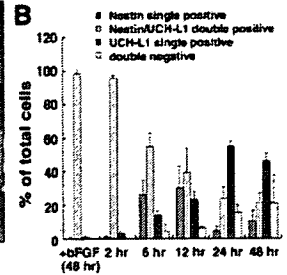 B
Nestin single positive
Nestin/UCH-L1 double positive
UCH-L1 single positive
double negative
% of total cells
120
100
80
60
40
20
0
+bFGF 2 hr 6 hr 12 hr 24 hr 48 hr
(48 hr)